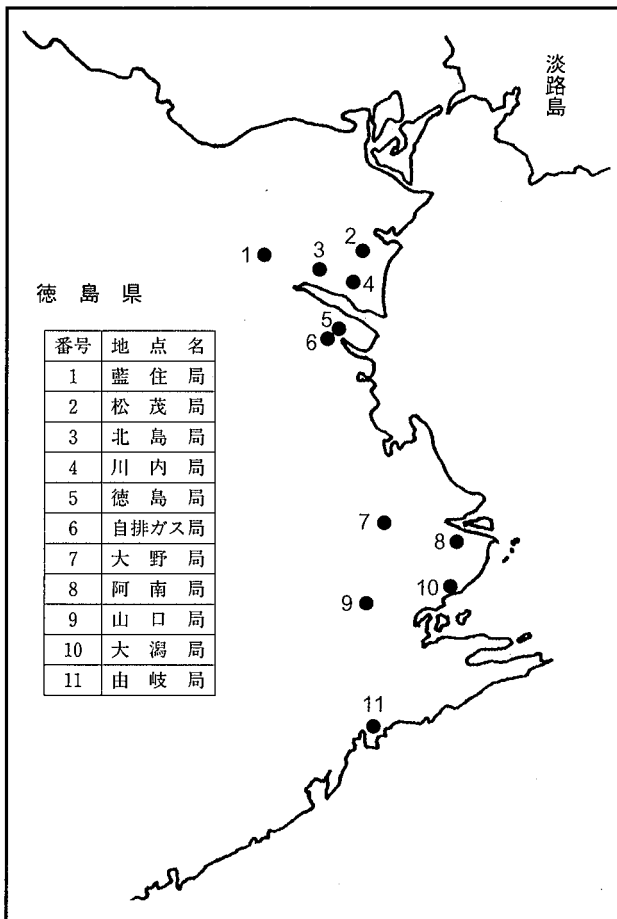 淡路島
1
2
3
4
徳島県
5
6
7
8
9
10
11
番号 地点名
1 藍住局
2 松茂局
3 北島局
4 川内局
5 徳島局
6 自排ガス局
7 大野局
8 阿南局
9 山口局
10 大潟局
11 由岐局